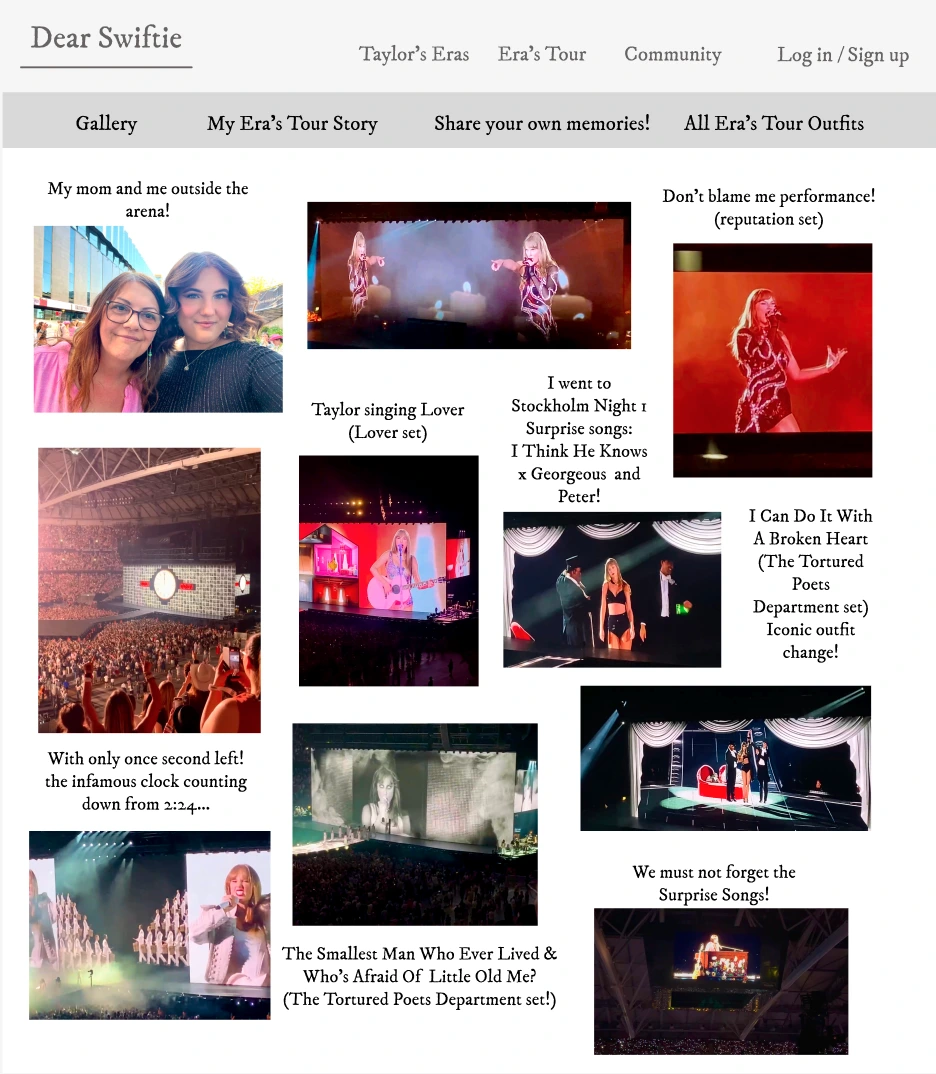 Dear Swiftie
Taylor's Eras
Era's Tour
Community
Log in / Sign up
Gallery
My Era's Tour Story
Share your own memories!
All Era's Tour Outfits
My mom and me outside the
arena!
Don't blame me performance!
(reputation set)
Taylor singing Lover
(Lover set)
I went to
Stockholm Night 1
Surprise songs:
I Think He Knows
x Georgeous and
Peter!
I Can Do It With
A Broken Heart
(The Tortured
Poets
Department set)
Iconic outfit
change!
With only once second left!
the infamous clock counting
down from 2:24...
The Smallest Man Who Ever Lived &
Who's Afraid Of Little Old Me?
(The Tortured Poets Department set!)
We must not forget the
Surprise Songs!